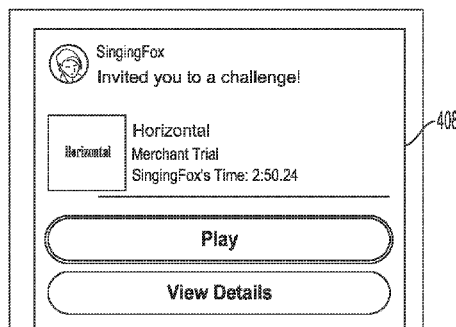 SingingFox
Invited you to a challenge!
Horizontal
Horizontal
Merchant Trial
SingingFox's Time: 2:50.24
408
Play
View Details